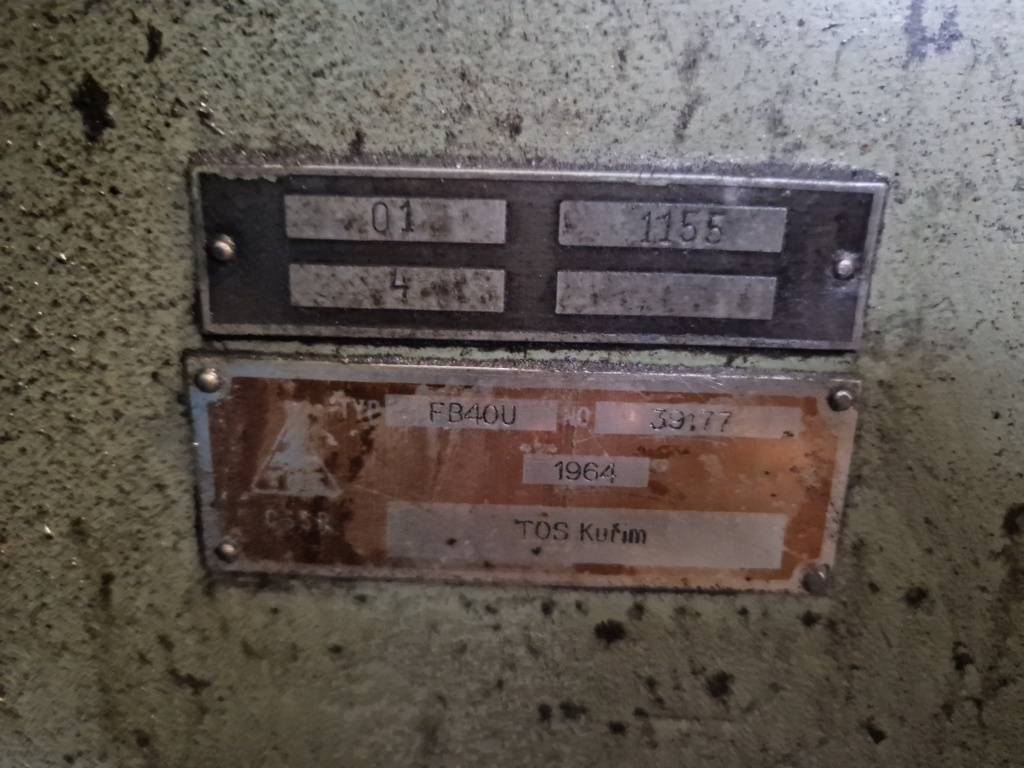 01 1155
4
TYP FB40U NO 39177
1964
ČSSR
TOS Kuřim